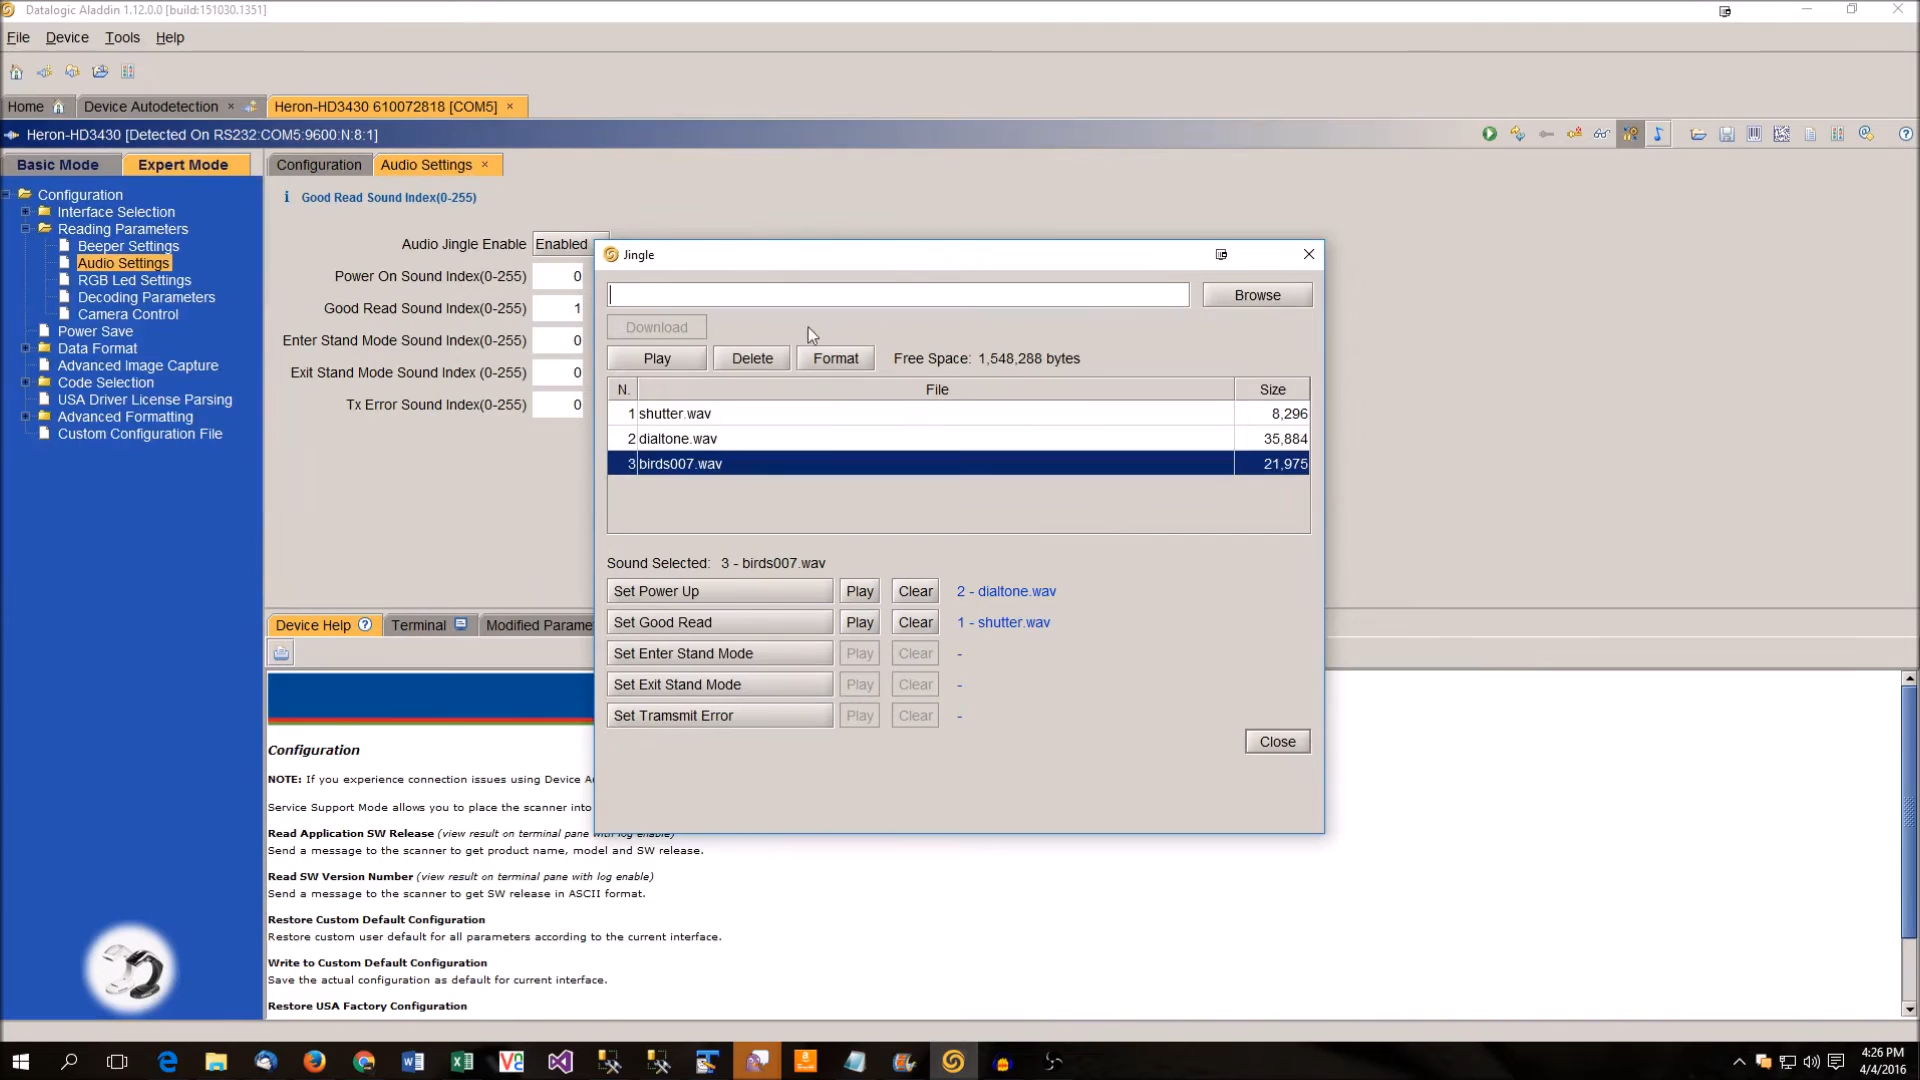 Datalogic Aladdin 1.12.0.0 [build:151030.1351]
File Device Tools Help
Home Device Autodetection × Heron-HD3430 610072818 [COM5] ×
Heron-HD3430 [Detected On RS232:COM5:9600:N:8:1]
Basic Mode Expert Mode
Configuration Audio Settings ×
Configuration
Interface Selection
Reading Parameters
Beeper Settings
Audio Settings
RGB Led Settings
Decoding Parameters
Camera Control
Power Save
Data Format
Advanced Image Capture
Code Selection
USA Driver License Parsing
Advanced Formatting
Custom Configuration File
Good Read Sound Index(0-255)
Audio Jingle Enable Enabled
Power On Sound Index(0-255) 0
Good Read Sound Index(0-255) 1
Enter Stand Mode Sound Index(0-255) 0
Exit Stand Mode Sound Index (0-255) 0
Tx Error Sound Index(0-255) 0
Jingle
Browse
Download
Play Delete Format Free Space: 1,548,288 bytes
N. File Size
1 shutter.wav 8,296
2 dialtone.wav 35,884
3 birds007.wav 21,975
Sound Selected: 3 - birds007.wav
Set Power Up Play Clear 2 - dialtone.wav
Set Good Read Play Clear 1 - shutter.wav
Set Enter Stand Mode Play Clear -
Set Exit Stand Mode Play Clear -
Set Tramsmit Error Play Clear -
Close
Device Help Terminal Modified Parame
Configuration
NOTE: If you experience connection issues using Device A
Service Support Mode allows you to place the scanner into
Read Application SW Release (view result on terminal pane with log enable)
Send a message to the scanner to get product name, model and SW release.
Read SW Version Number (view result on terminal pane with log enable)
Send a message to the scanner to get SW release in ASCII format.
Restore Custom Default Configuration
Restore custom user default for all parameters according to the current interface.
Write to Custom Default Configuration
Save the actual configuration as default for current interface.
Restore USA Factory Configuration
4:26 PM
4/4/2016